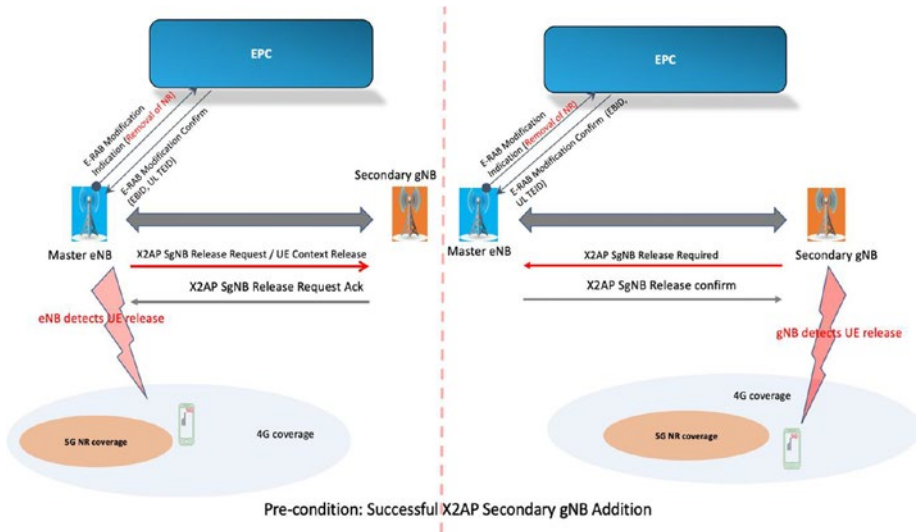 EPC
E-RAB Modification
Indication [Removal of NR]
E-RAB Modification Confirm
(EBID, UL TEID)
Secondary gNB
Master eNB
X2AP SgNB Release Request / UE Context Release
X2AP SgNB Release Request Ack
eNB detects UE release
4G coverage
5G NR coverage
EPC
E-RAB Modification
Indication [Removal of NR]
E-RAB Modification Confirm (EBID,
UL TEID)
Master eNB
Secondary gNB
X2AP SgNB Release Required
X2AP SgNB Release confirm
gNB detects UE release
4G coverage
5G NR coverage
Pre-condition: Successful X2AP Secondary gNB Addition